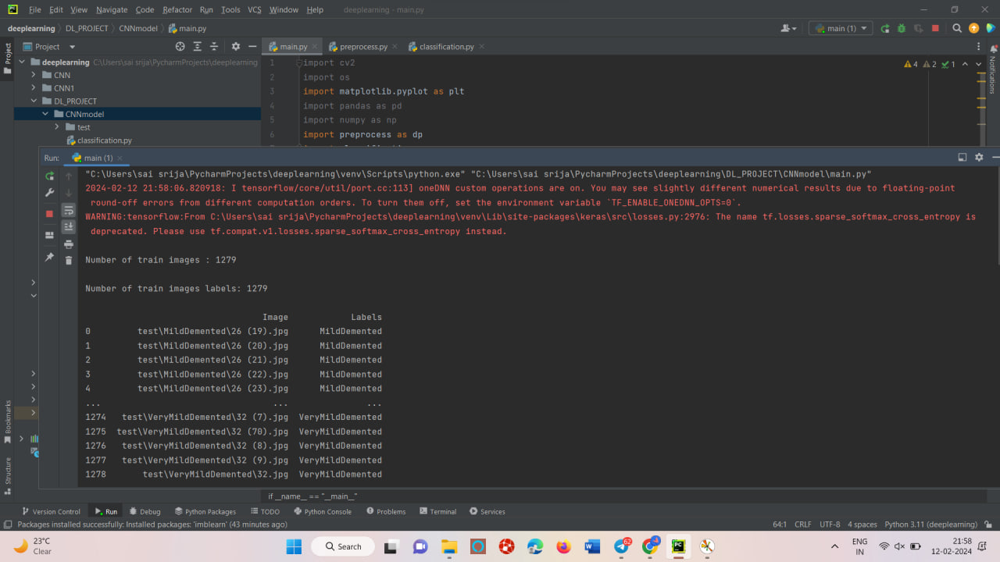 File Edit View Navigate Code Refactor Run Tools VCS Window Help deeplearning - main.py
deeplearning DL_PROJECT CNNmodel main.py main (1)
Project main.py preprocess.py classification.py
Project
deeplearning C:\Users\sai srija\PycharmProjects\deeplearning
CNN
CNN1
DL_PROJECT
CNNmodel
test
classification.py
1 import cv2
2 import os
3 import matplotlib.pyplot as plt
4 import pandas as pd
5 import numpy as np
6 import preprocess as dp
4 2 1
Notifications
Run: main (1)
"C:\Users\sai srija\PycharmProjects\deeplearning\venv\Scripts\python.exe" "C:\Users\sai srija\PycharmProjects\deeplearning\DL_PROJECT\CNNmodel\main.py"
2024-02-12 21:58:06.820918: I tensorflow/core/util/port.cc:113] oneDNN custom operations are on. You may see slightly different numerical results due to floating-point
round-off errors from different computation orders. To turn them off, set the environment variable `TF_ENABLE_ONEDNN_OPTS=0`.
WARNING:tensorflow:From C:\Users\sai srija\PycharmProjects\deeplearning\venv\Lib\site-packages\keras\src\losses.py:2976: The name tf.losses.sparse_softmax_cross_entropy is
deprecated. Please use tf.compat.v1.losses.sparse_softmax_cross_entropy instead.
Number of train images : 1279
Number of train images labels: 1279
Image Labels
0 test\MildDemented\26 (19).jpg MildDemented
1 test\MildDemented\26 (20).jpg MildDemented
2 test\MildDemented\26 (21).jpg MildDemented
3 test\MildDemented\26 (22).jpg MildDemented
4 test\MildDemented\26 (23).jpg MildDemented
... ... ...
1274 test\VeryMildDemented\32 (7).jpg VeryMildDemented
1275 test\VeryMildDemented\32 (70).jpg VeryMildDemented
1276 test\VeryMildDemented\32 (8).jpg VeryMildDemented
1277 test\VeryMildDemented\32 (9).jpg VeryMildDemented
1278 test\VeryMildDemented\32.jpg VeryMildDemented
Bookmarks
Structure
if __name__ == "__main__"
Version Control Run Debug Python Packages TODO Python Console Problems Terminal Services
Packages installed successfully: Installed packages: 'imblearn' (43 minutes ago) 64:1 CRLF UTF-8 4 spaces Python 3.11 (deeplearning)
23°C
Clear
Search
62
4
ENG
IN
21:58
12-02-2024